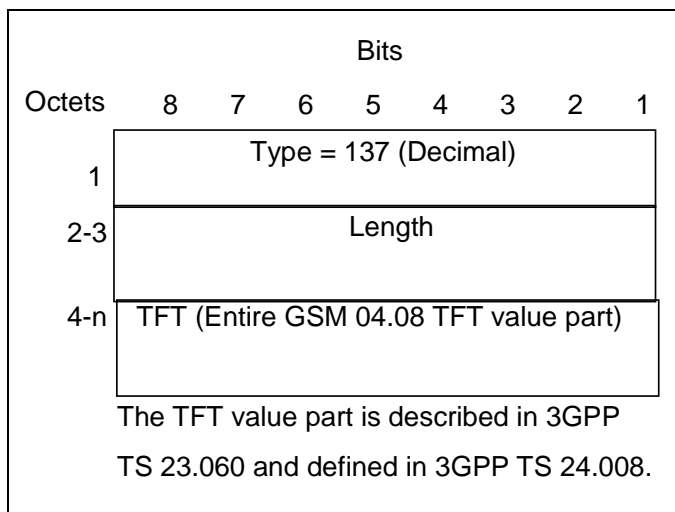 Bits
Octets 8 7 6 5 4 3 2 1
1 Type = 137 (Decimal)
2-3 Length
4-n TFT (Entire GSM 04.08 TFT value part)
The TFT value part is described in 3GPP
TS 23.060 and defined in 3GPP TS 24.008.